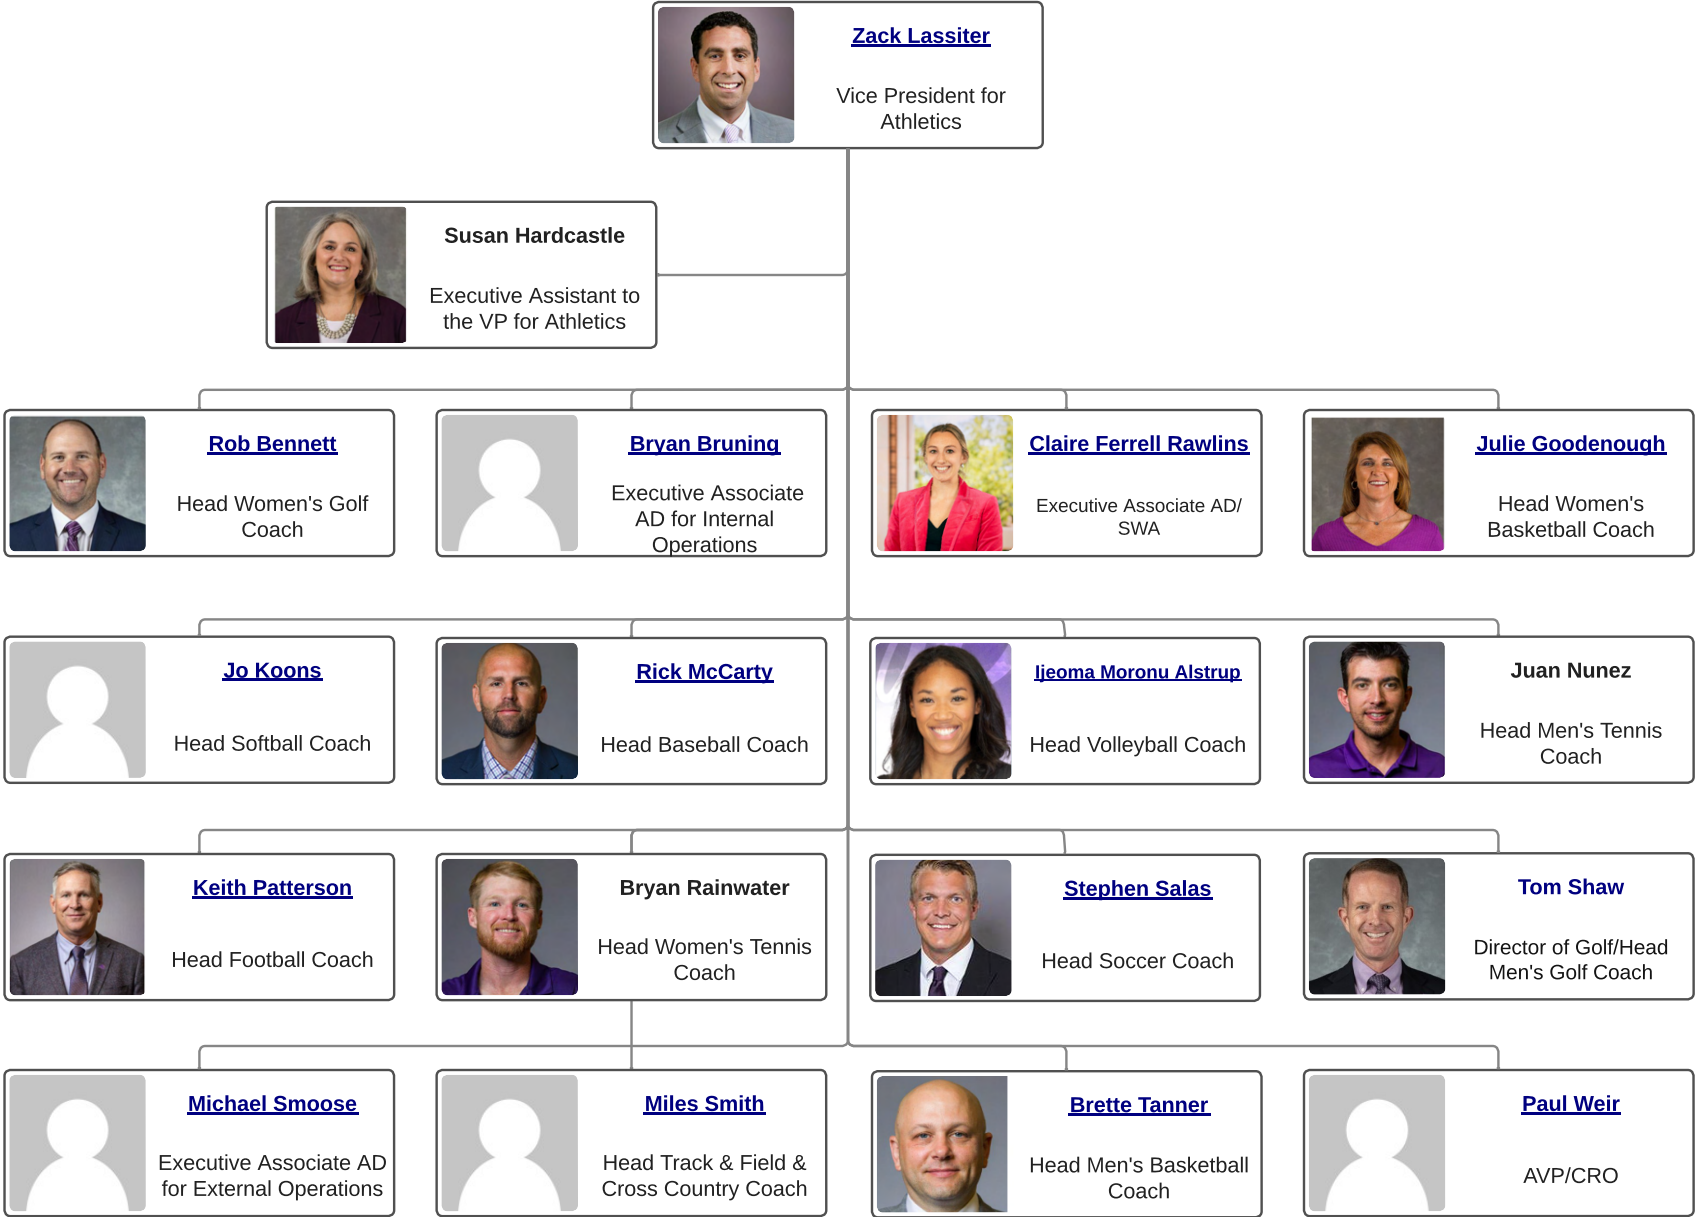 Zack Lassiter
Vice President for
Athletics
Susan Hardcastle
Executive Assistant to
the VP for Athletics
Rob Bennett
Head Women's Golf
Coach
Bryan Bruning
Executive Associate
AD for Internal
Operations
Claire Ferrell Rawlins
Executive Associate AD/
SWA
Julie Goodenough
Head Women's
Basketball Coach
Jo Koons
Head Softball Coach
Rick McCarty
Head Baseball Coach
Ijeoma Moronu Alstrup
Head Volleyball Coach
Juan Nunez
Head Men's Tennis
Coach
Keith Patterson
Head Football Coach
Bryan Rainwater
Head Women's Tennis
Coach
Stephen Salas
Head Soccer Coach
Tom Shaw
Director of Golf/Head
Men's Golf Coach
Michael Smoose
Executive Associate AD
for External Operations
Miles Smith
Head Track & Field &
Cross Country Coach
Brette Tanner
Head Men's Basketball
Coach
Paul Weir
AVP/CRO